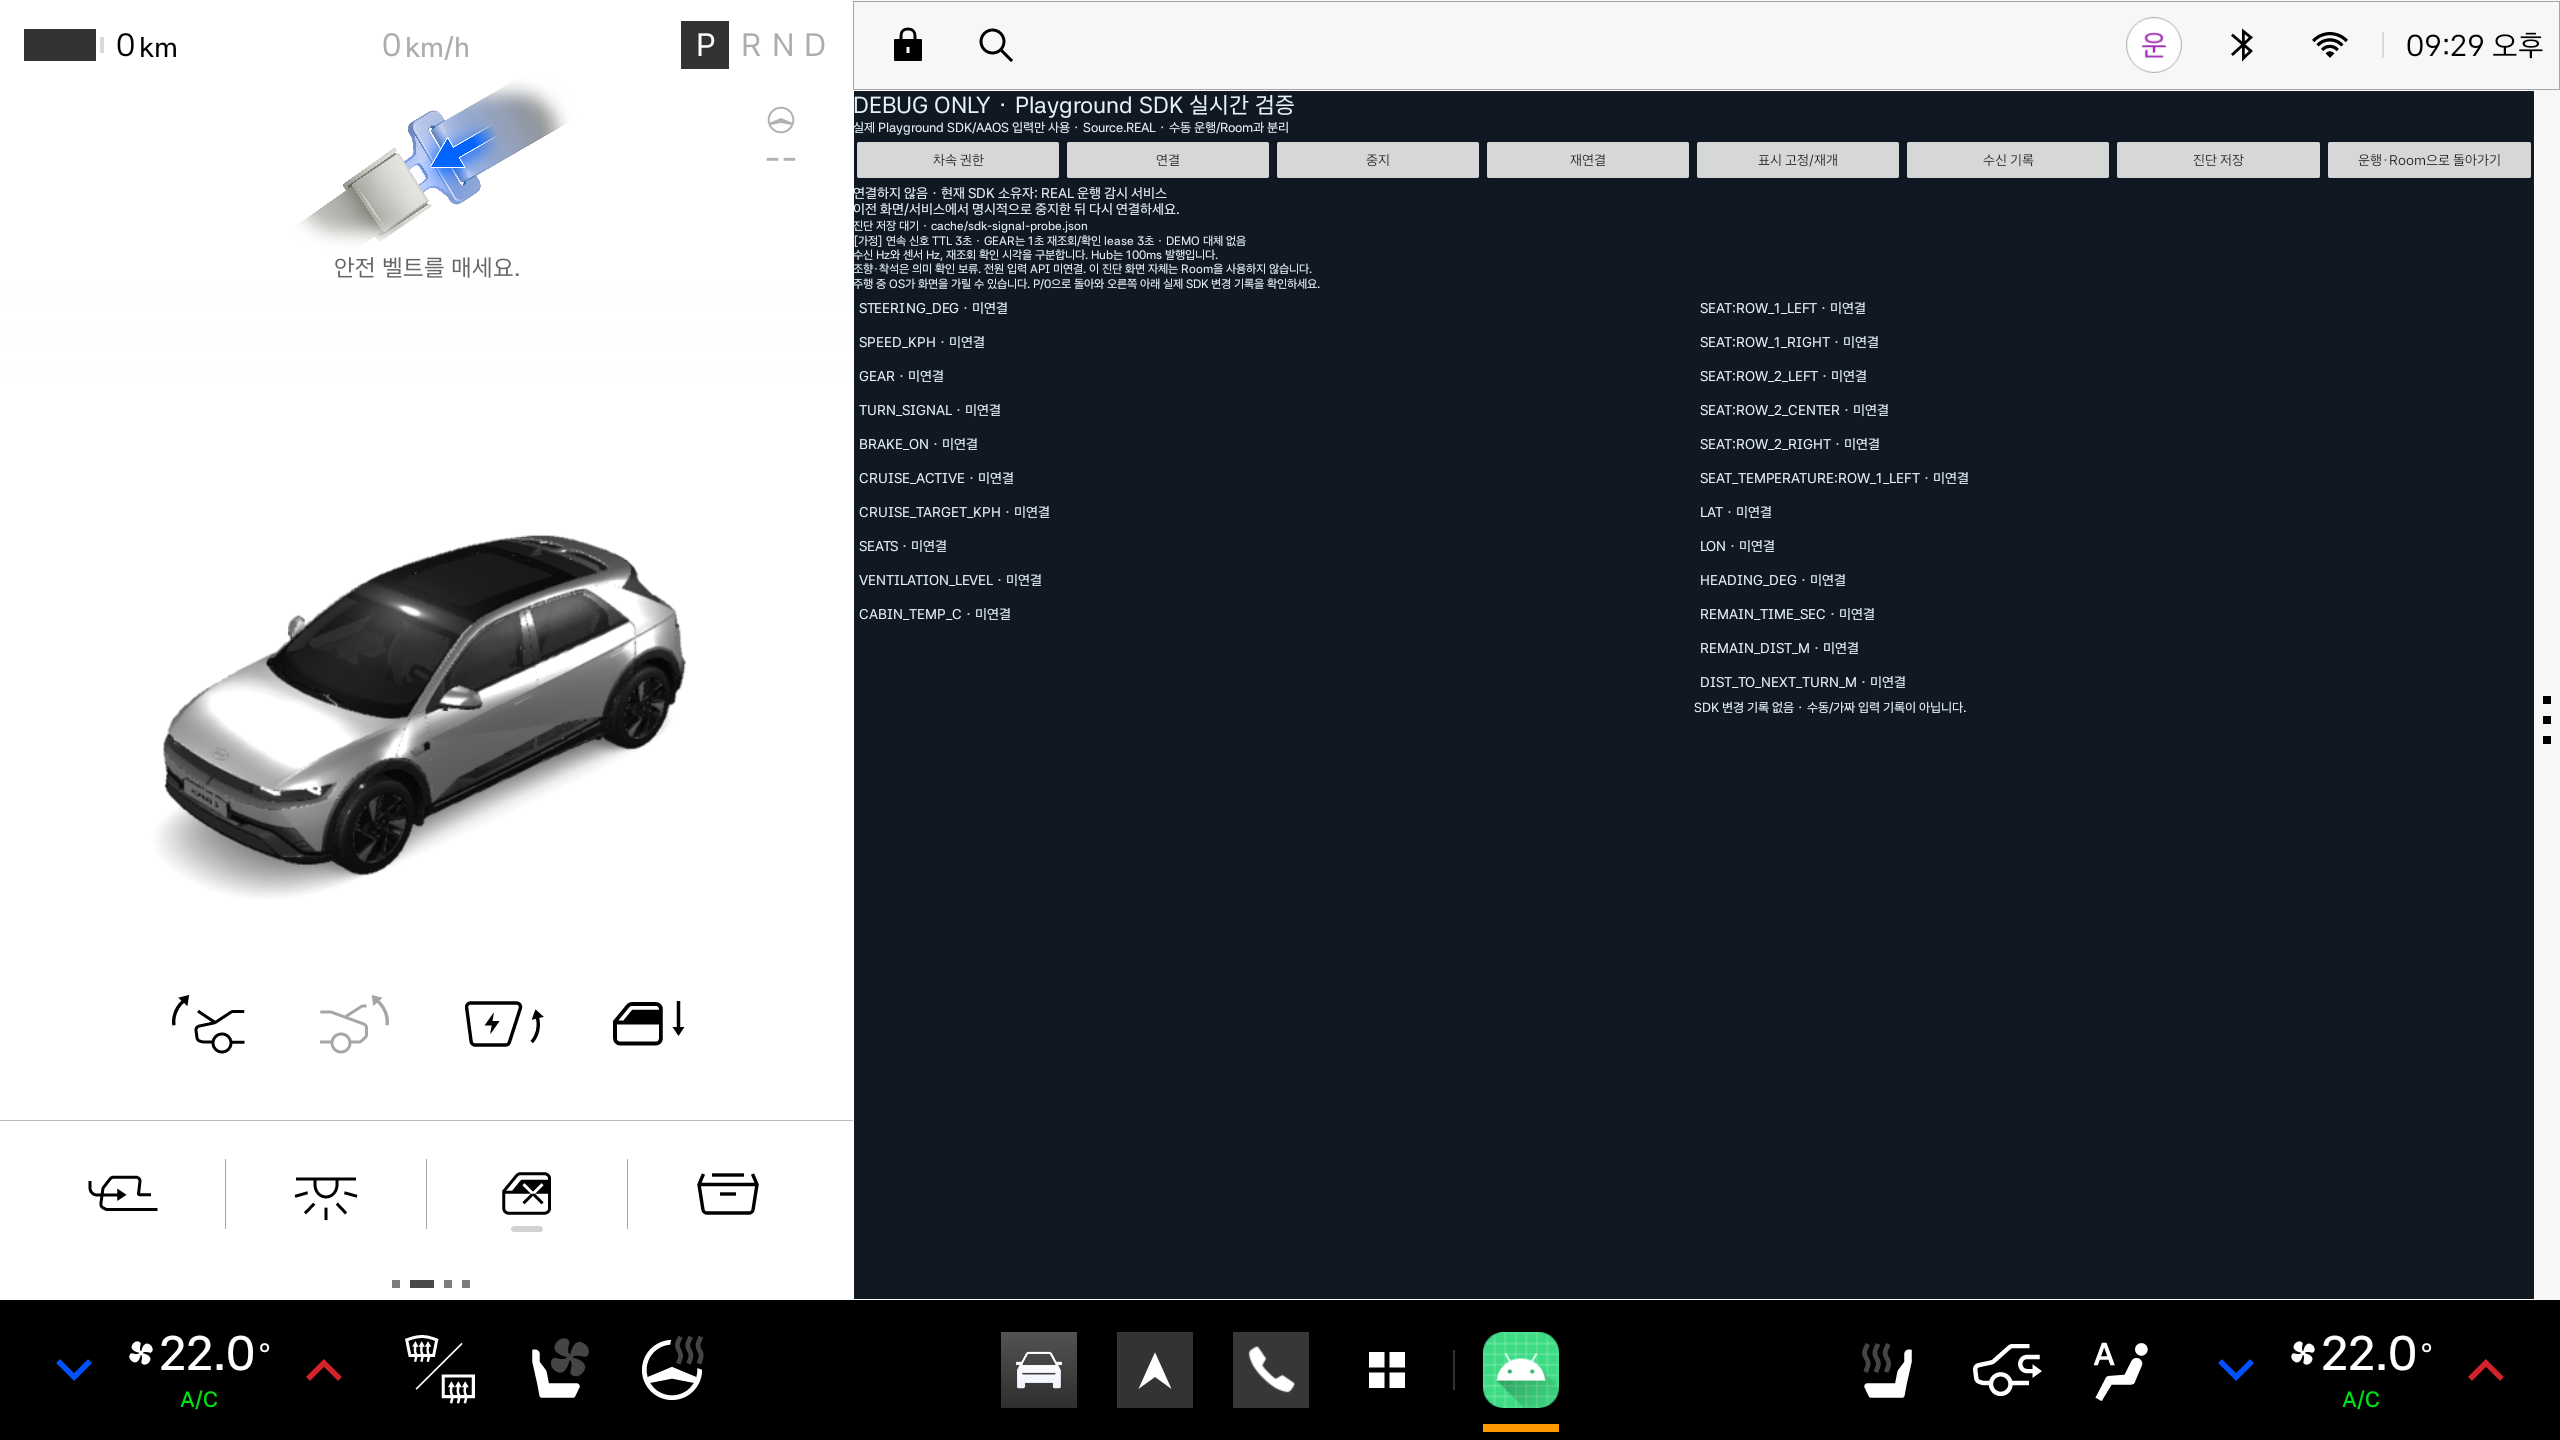 0 km
0 km/h
P R N D
안전 벨트를 매세요.
운
09:29 오후
DEBUG ONLY · Playground SDK 실시간 검증
실제 Playground SDK/AAOS 입력만 사용 · Source.REAL · 수동 운행/Room과 분리
차속 권한
연결
중지
재연결
표시 고정/재개
수신 기록
진단 저장
운행·Room으로 돌아가기
연결하지 않음 · 현재 SDK 소유자: REAL 운행 감시 서비스
이전 화면/서비스에서 명시적으로 중지한 뒤 다시 연결하세요.
진단 저장 대기 · cache/sdk-signal-probe.json
[가정] 연속 신호 TTL 3초 · GEAR는 1초 재조회/확인 lease 3초 · DEMO 대체 없음
수신 Hz와 센서 Hz, 재조회 확인 시각을 구분합니다. Hub는 100ms 발행입니다.
조향·착석은 의미 확인 보류. 전원 입력 API 미연결. 이 진단 화면 자체는 Room을 사용하지 않습니다.
주행 중 OS가 화면을 가릴 수 있습니다. P/0으로 돌아와 오른쪽 아래 실제 SDK 변경 기록을 확인하세요.
STEERING_DEG · 미연결
SPEED_KPH · 미연결
GEAR · 미연결
TURN_SIGNAL · 미연결
BRAKE_ON · 미연결
CRUISE_ACTIVE · 미연결
CRUISE_TARGET_KPH · 미연결
SEATS · 미연결
VENTILATION_LEVEL · 미연결
CABIN_TEMP_C · 미연결
SEAT:ROW_1_LEFT · 미연결
SEAT:ROW_1_RIGHT · 미연결
SEAT:ROW_2_LEFT · 미연결
SEAT:ROW_2_CENTER · 미연결
SEAT:ROW_2_RIGHT · 미연결
SEAT_TEMPERATURE:ROW_1_LEFT · 미연결
LAT · 미연결
LON · 미연결
HEADING_DEG · 미연결
REMAIN_TIME_SEC · 미연결
REMAIN_DIST_M · 미연결
DIST_TO_NEXT_TURN_M · 미연결
SDK 변경 기록 없음 · 수동/가짜 입력 기록이 아닙니다.
22.0°
A/C
A
22.0°
A/C